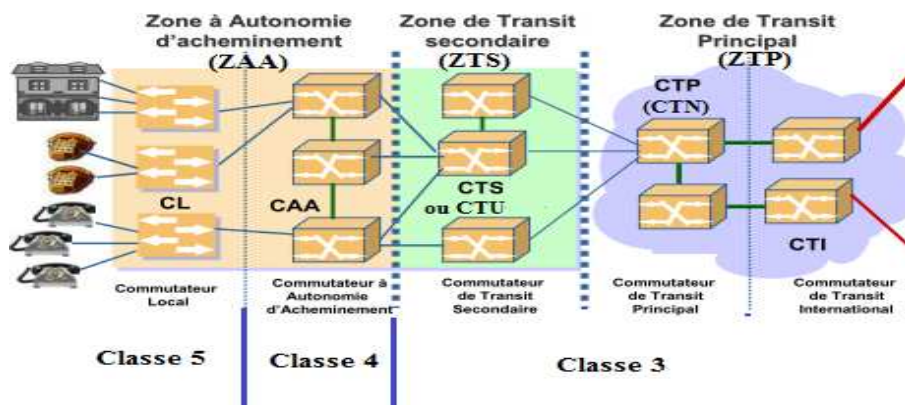 Zone à Autonomie
d'acheminement
(ZAA)
Zone de Transit
secondaire
(ZTS)
Zone de Transit
Principal
(ZTP)
CTP
(CTN)
CL
CAA
CTS
ou CTU
CTI
Commutateur
Local
Commutateur à
Autonomie
d'Acheminement
Commutateur
de Transit
Secondaire
Commutateur
de Transit
Principal
Commutateur
de Transit
International
Classe 5
Classe 4
Classe 3